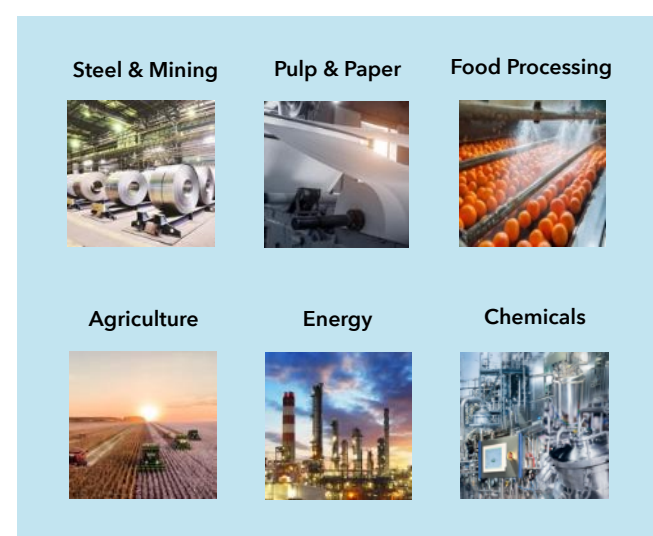 Steel & Mining
Pulp & Paper
Food Processing
Agriculture
Energy
Chemicals